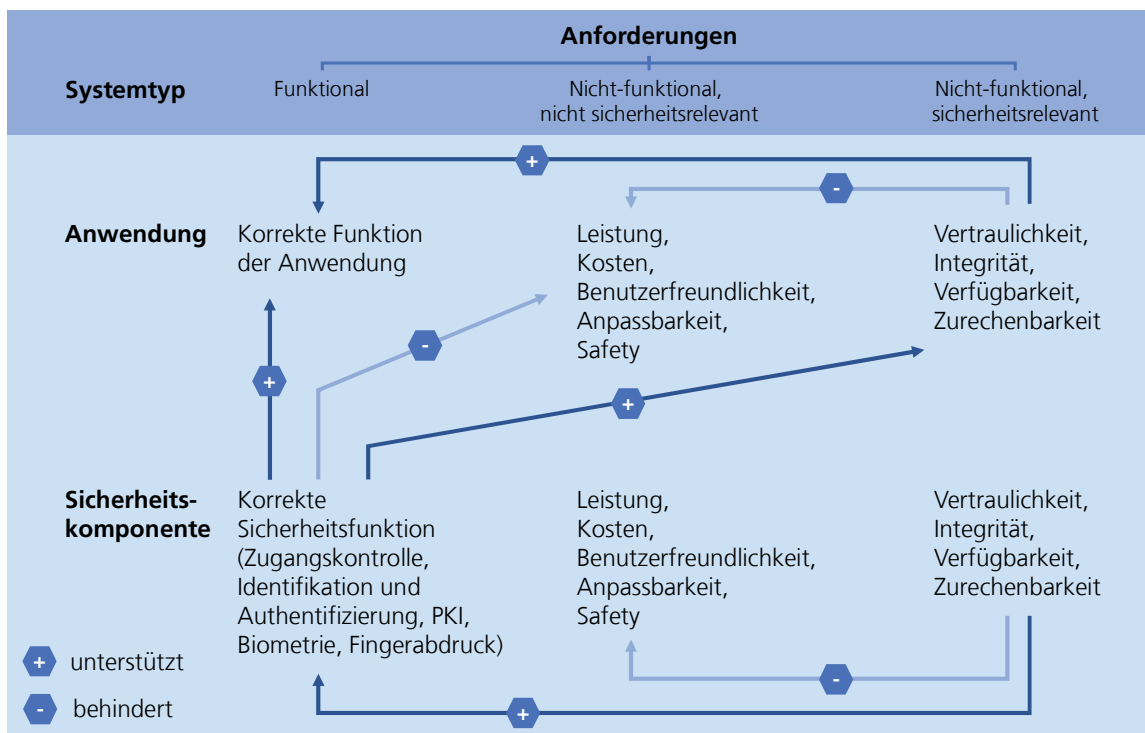 Anforderungen
Systemtyp
Funktional
Nicht-funktional,
nicht sicherheitsrelevant
Nicht-funktional,
sicherheitsrelevant
+
-
Anwendung
Korrekte Funktion
der Anwendung
Leistung,
Kosten,
Benutzerfreundlichkeit,
Anpassbarkeit,
Safety
Vertraulichkeit,
Integrität,
Verfügbarkeit,
Zurechenbarkeit
-
+
+
Sicherheits-
komponente
Korrekte
Sicherheitsfunktion
(Zugangskontrolle,
Identifikation und
Authentifizierung, PKI,
Biometrie, Fingerabdruck)
Leistung,
Kosten,
Benutzerfreundlichkeit,
Anpassbarkeit,
Safety
Vertraulichkeit,
Integrität,
Verfügbarkeit,
Zurechenbarkeit
+ unterstützt
- behindert
-
+